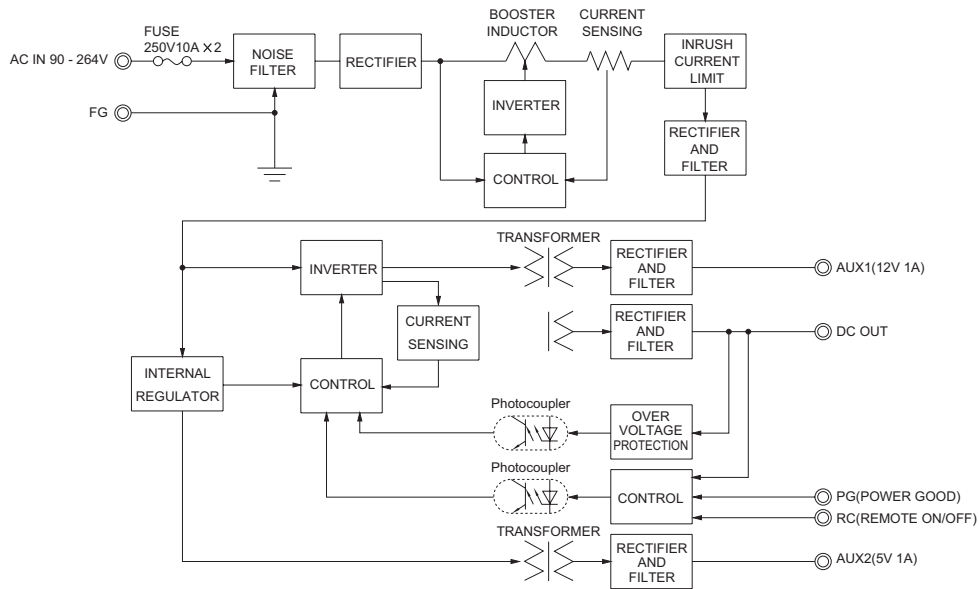 BOOSTER
INDUCTOR
CURRENT
SENSING
FUSE
250V10A ×2
AC IN 90 - 264V
NOISE
FILTER
RECTIFIER
INRUSH
CURRENT
LIMIT
INVERTER
FG
RECTIFIER
AND
FILTER
CONTROL
TRANSFORMER
INVERTER
RECTIFIER
AND
FILTER
AUX1(12V 1A)
CURRENT
SENSING
RECTIFIER
AND
FILTER
DC OUT
INTERNAL
REGULATOR
CONTROL
Photocoupler
OVER
VOLTAGE
PROTECTION
Photocoupler
CONTROL
PG(POWER GOOD)
RC(REMOTE ON/OFF)
TRANSFORMER
RECTIFIER
AND
FILTER
AUX2(5V 1A)